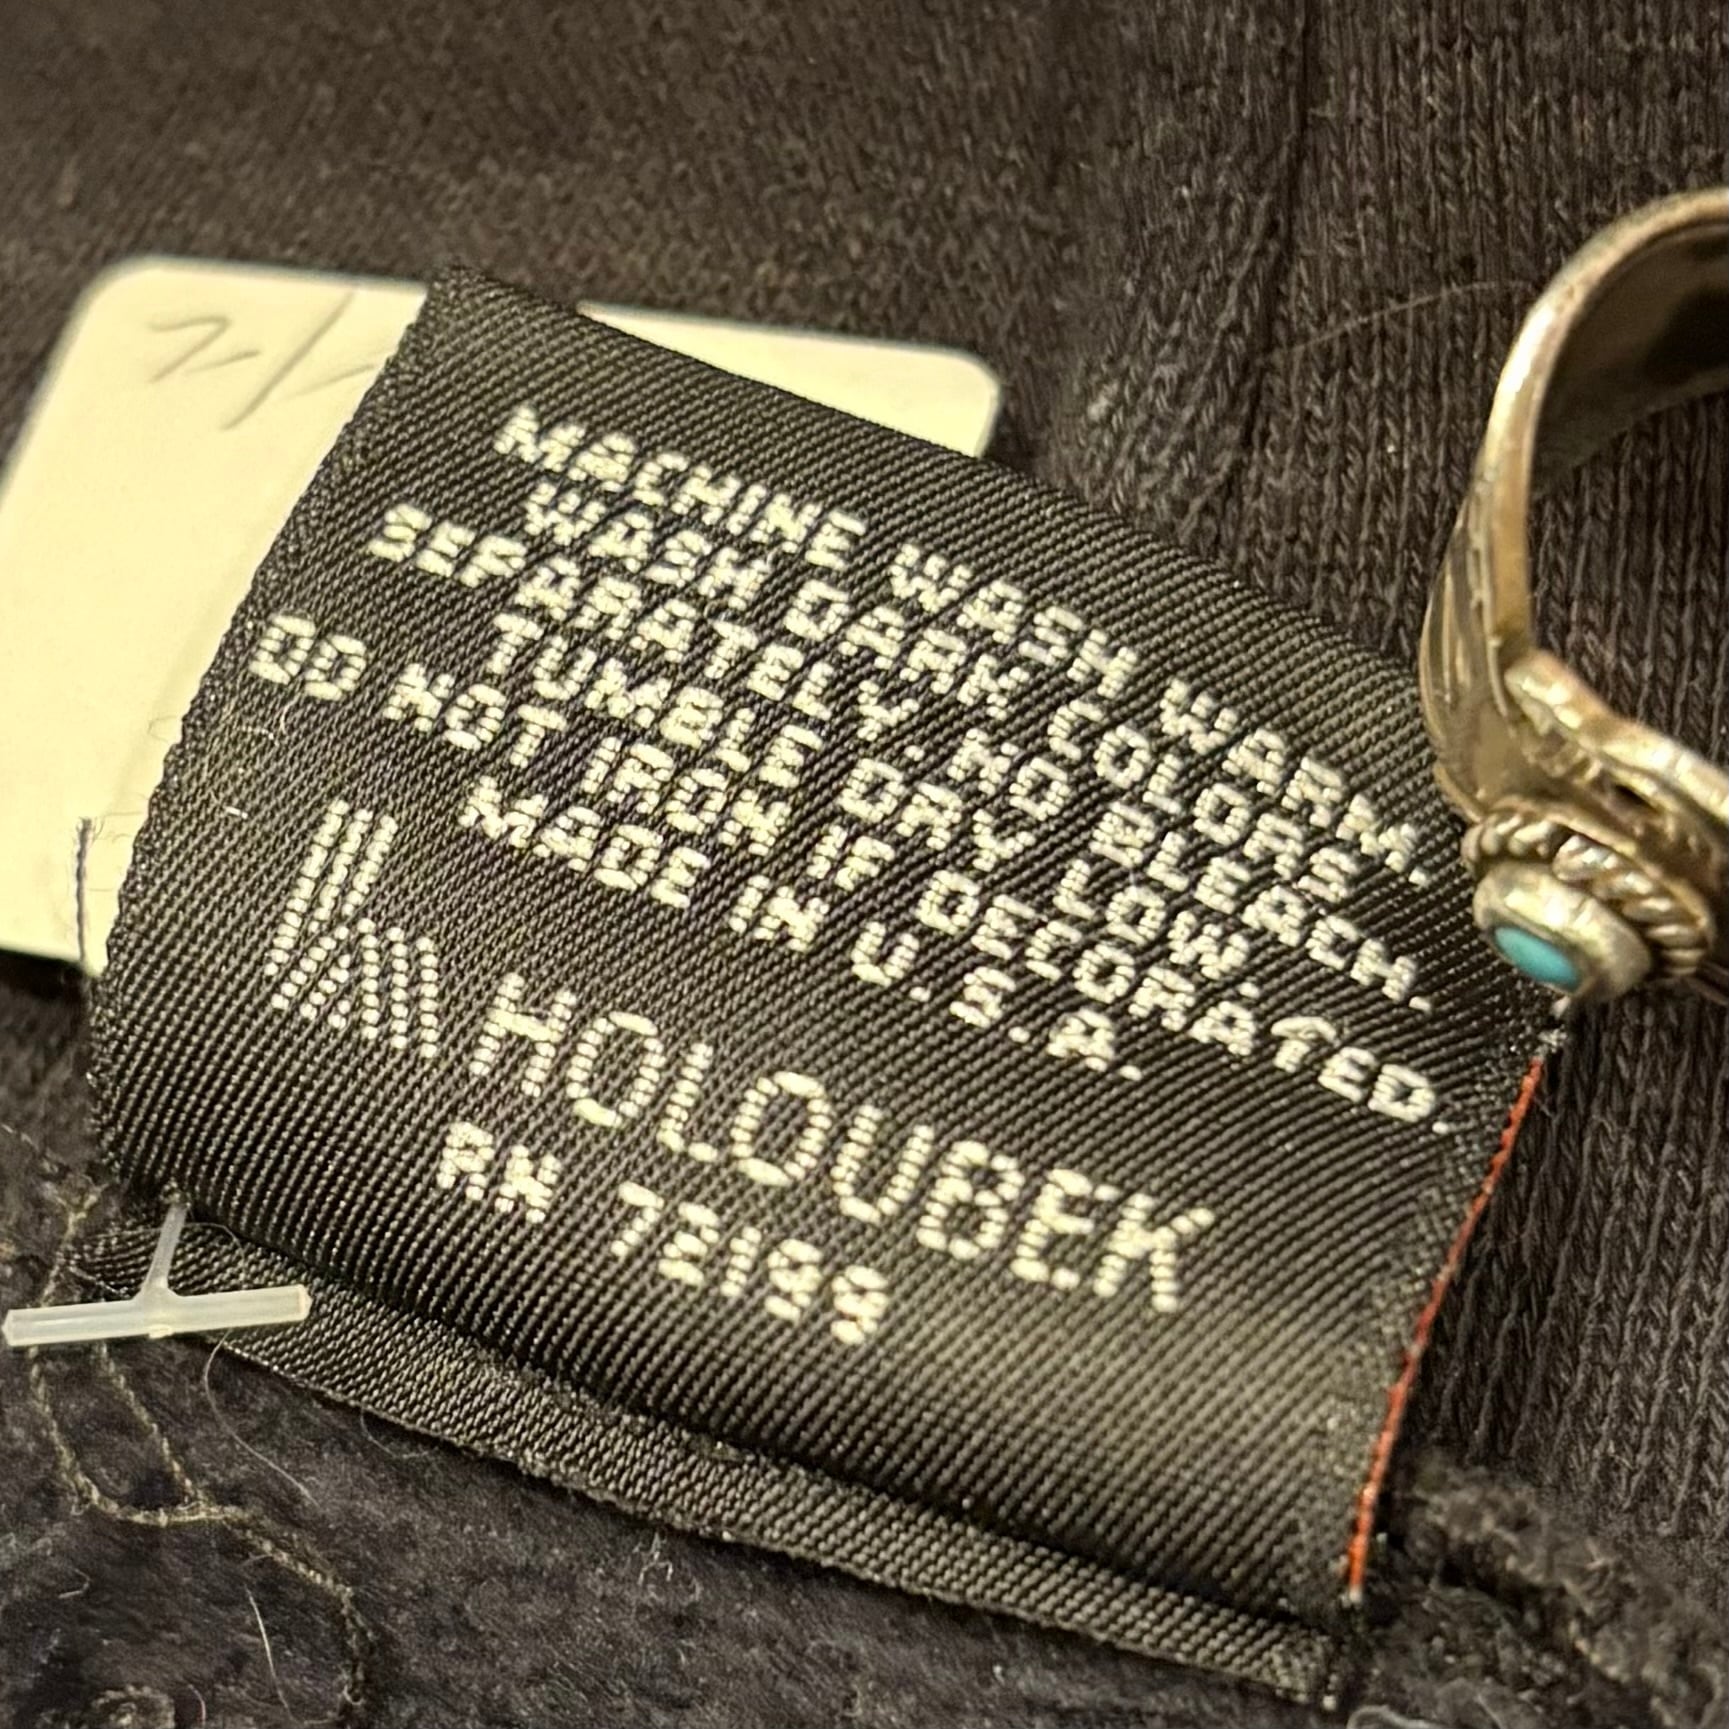 MACHINE WASH WARM.
WASH DARK COLORS
SEPARATELY. NO BLEACH.
TUMBLE DRY LOW.
DO NOT IRON IF DECORATED.
MADE IN U.S.A.
HOLOUBEK
RN 72199